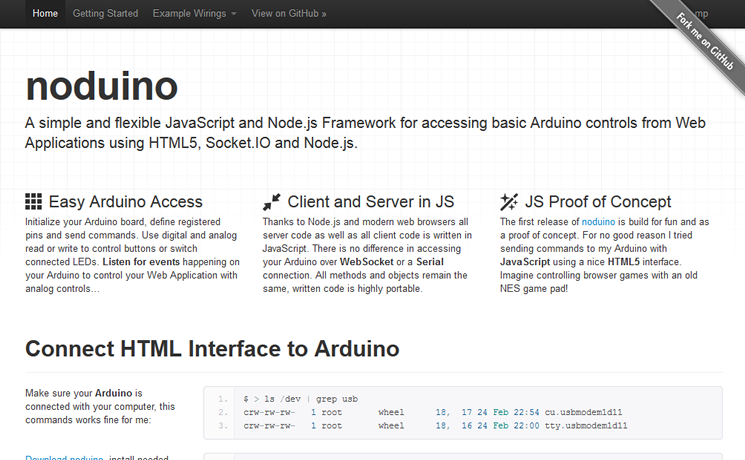 Home Getting Started Example Wirings View on GitHub »
Fork me on GitHub
noduino
A simple and flexible JavaScript and Node.js Framework for accessing basic Arduino controls from Web
Applications using HTML5, Socket.IO and Node.js.
Easy Arduino Access
Initialize your Arduino board, define registered
pins and send commands. Use digital and analog
read or write to control buttons or switch
connected LEDs. Listen for events happening on
your Arduino to control your Web Application with
analog controls...
Client and Server in JS
Thanks to Node.js and modern web browsers all
server code as well as all client code is written in
JavaScript. There is no difference in accessing
your Arduino over WebSocket or a Serial
connection. All methods and objects remain the
same, written code is highly portable.
JS Proof of Concept
The first release of noduino is build for fun and as
a proof of concept. For no good reason I tried
sending commands to my Arduino with
JavaScript using a nice HTML5 interface.
Imagine controlling browser games with an old
NES game pad!
Connect HTML Interface to Arduino
Make sure your Arduino is
connected with your computer, this
commands works fine for me:
1. $ > ls /dev | grep usb
2. crw-rw-rw- 1 root wheel 18, 17 24 Feb 22:54 cu.usbmodem1d11
3. crw-rw-rw- 1 root wheel 18, 16 24 Feb 22:00 tty.usbmodem1d11
Download noduino, install needed
1.